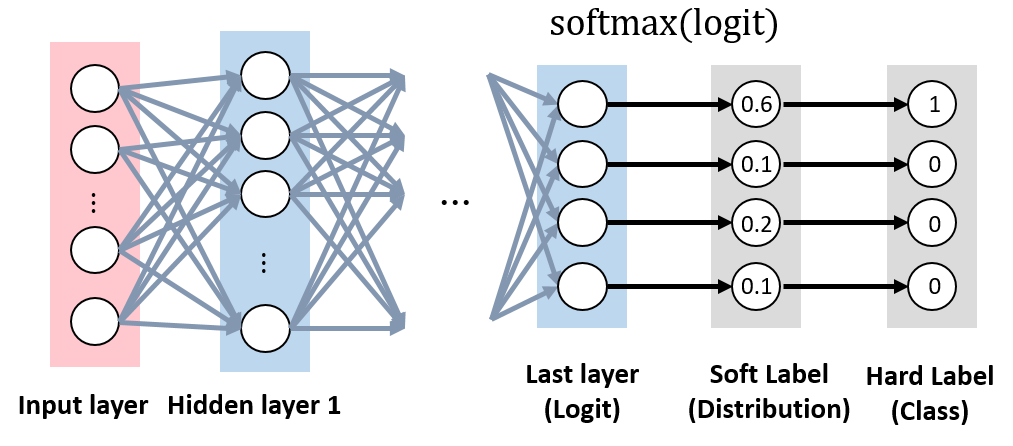 softmax(logit)
...
0.6
1
0.1
0
0.2
0
0.1
0
Input layer
Hidden layer 1
Last layer
(Logit)
Soft Label
(Distribution)
Hard Label
(Class)